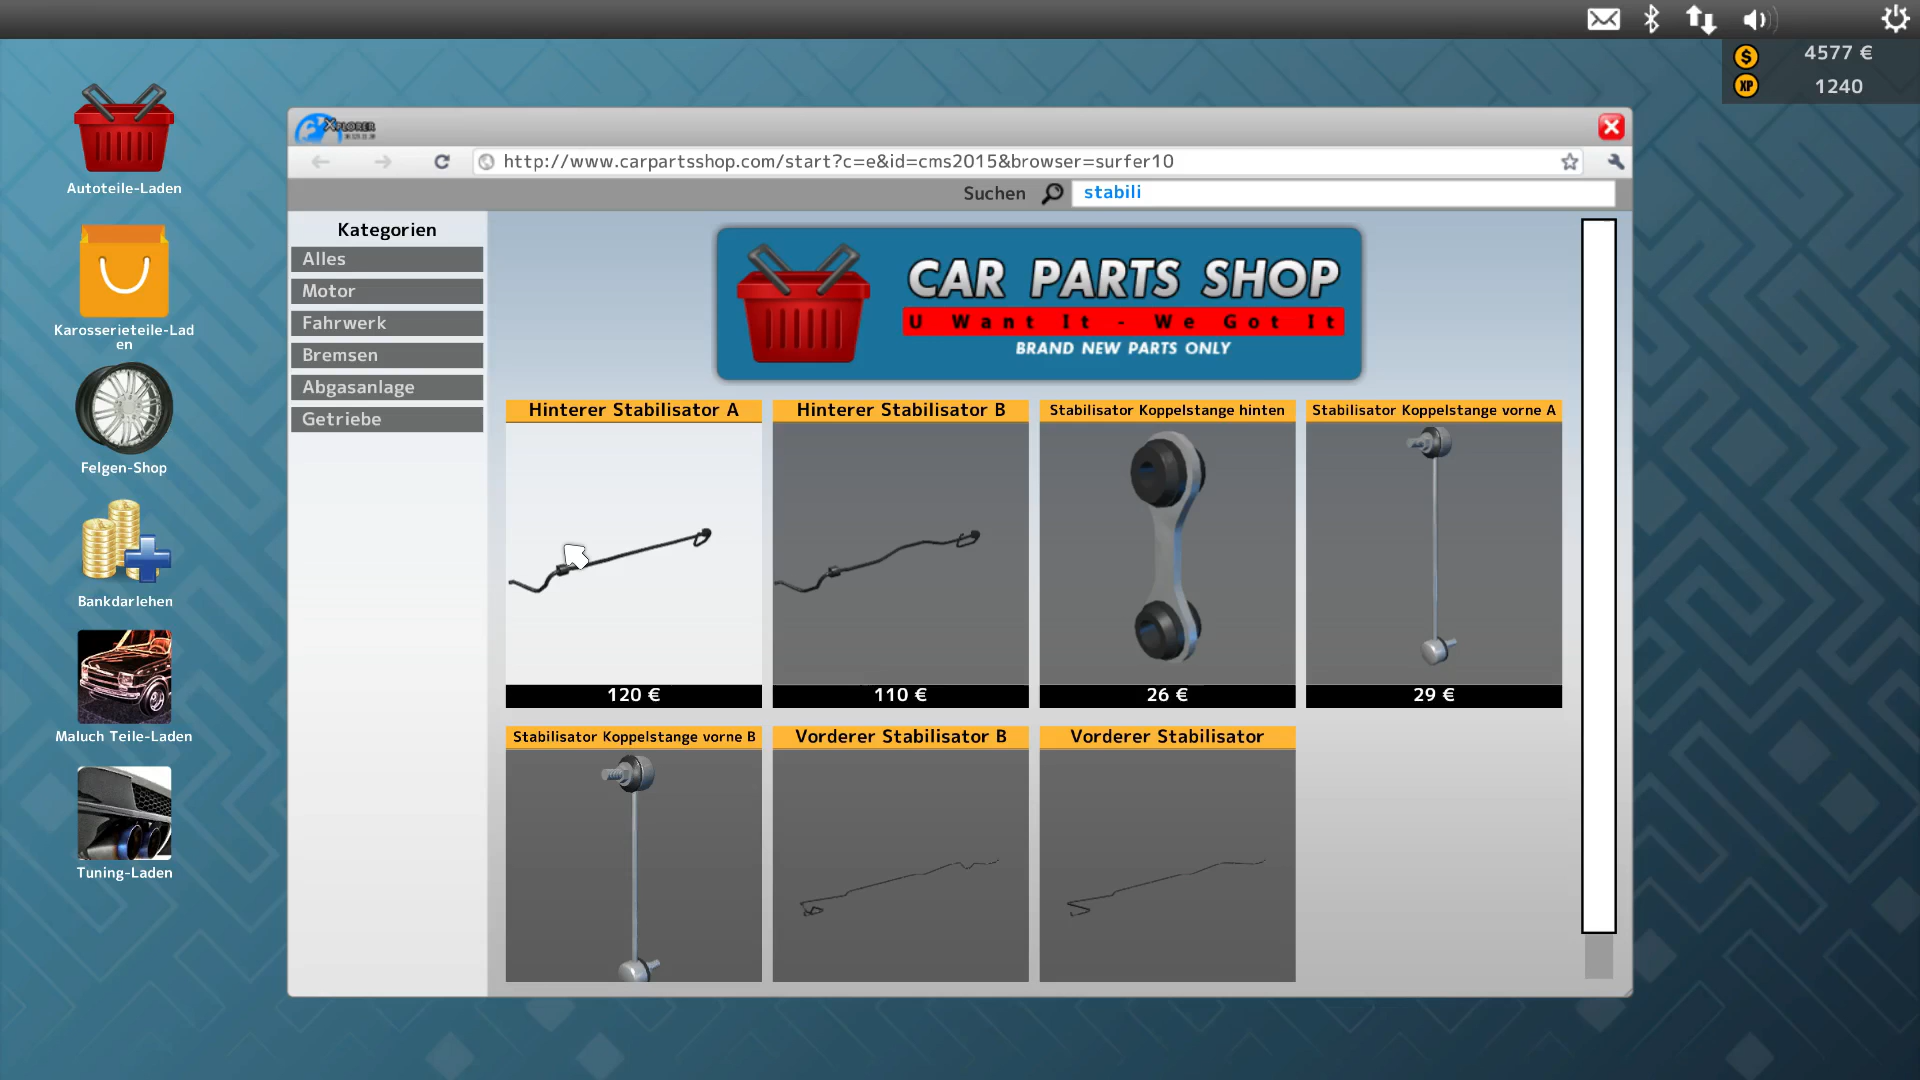 4577 €
XP
1240
Autoteile-Laden
Karosserieteile-Lad
en
Felgen-Shop
Bankdarlehen
Maluch Teile-Laden
Tuning-Laden
XPLORER
http://www.carpartsshop.com/start?c=e&id=cms2015&browser=surfer10
Suchen
stabili
Kategorien
Alles
Motor
Fahrwerk
Bremsen
Abgasanlage
Getriebe
CAR PARTS SHOP
U Want It - We Got It
BRAND NEW PARTS ONLY
Hinterer Stabilisator A
120 €
Hinterer Stabilisator B
110 €
Stabilisator Koppelstange hinten
26 €
Stabilisator Koppelstange vorne A
29 €
Stabilisator Koppelstange vorne B
Vorderer Stabilisator B
Vorderer Stabilisator